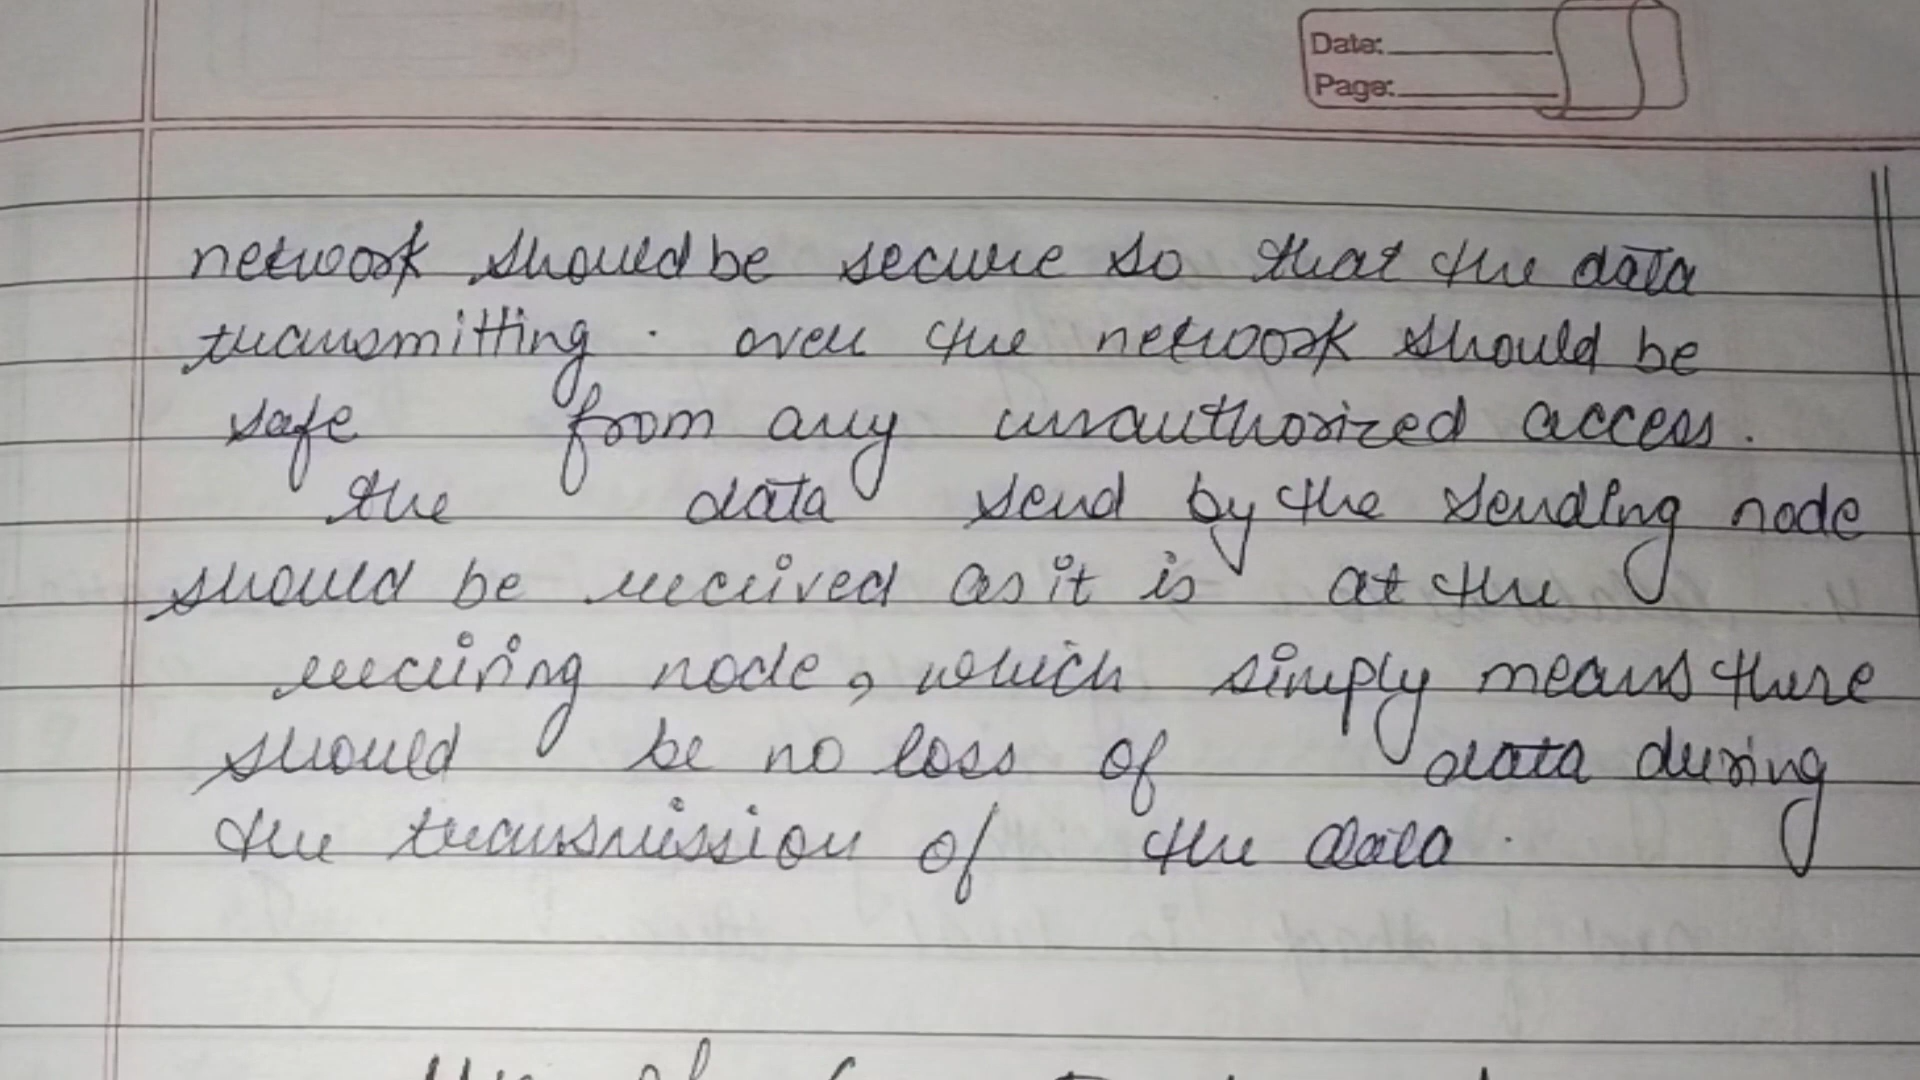 Date:
Page:
network should be secure so that the data
transmitting . over the network should be
safe from any unauthorized access.
the data send by the sending node
should be received as it is at the
receiving node, which simply means there
should be no loss of data during
the transmission of the data.